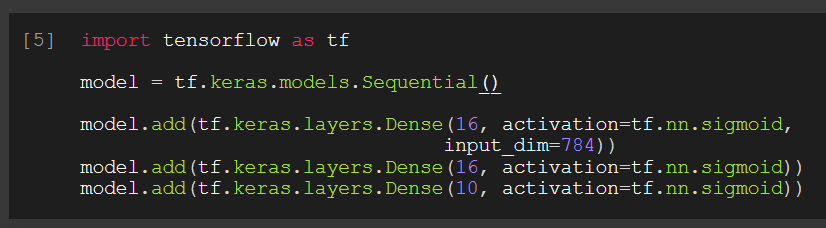 [5] import tensorflow as tf
model = tf.keras.models.Sequential()
model.add(tf.keras.layers.Dense(16, activation=tf.nn.sigmoid,
input_dim=784))
model.add(tf.keras.layers.Dense(16, activation=tf.nn.sigmoid))
model.add(tf.keras.layers.Dense(10, activation=tf.nn.sigmoid))